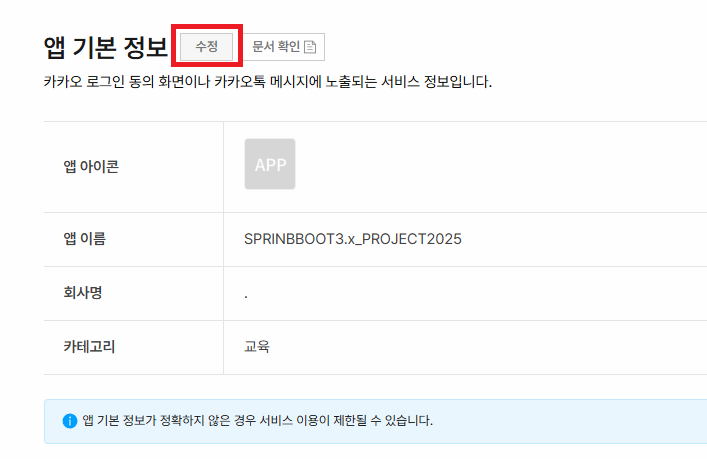 앱 기본 정보 수정 문서 확인
카카오 로그인 동의 화면이나 카카오톡 메시지에 노출되는 서비스 정보입니다.
앱 아이콘 APP
앱 이름 SPRINBBOOT3.x_PROJECT2025
회사명 .
카테고리 교육
앱 기본 정보가 정확하지 않은 경우 서비스 이용이 제한될 수 있습니다.